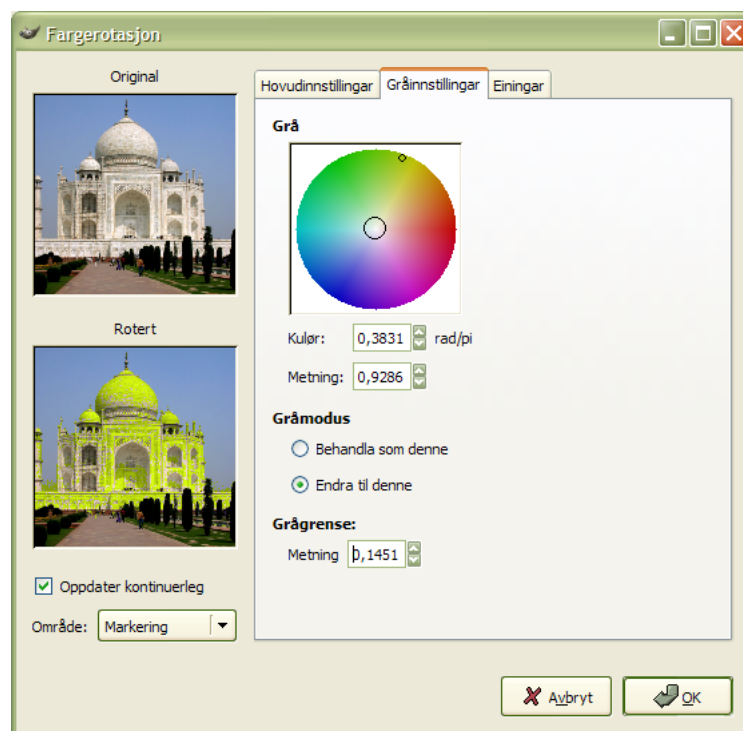 Fargerotasjon
Original
Rotert
Oppdater kontinuerleg
Område: Markering
Hovudinnstillingar Gråinnstillingar Einingar
Grå
Kulør: 0,3831 rad/pi
Metning: 0,9286
Gråmodus
Behandla som denne
Endra til denne
Grågrense:
Metning 0,1451
Avbryt OK